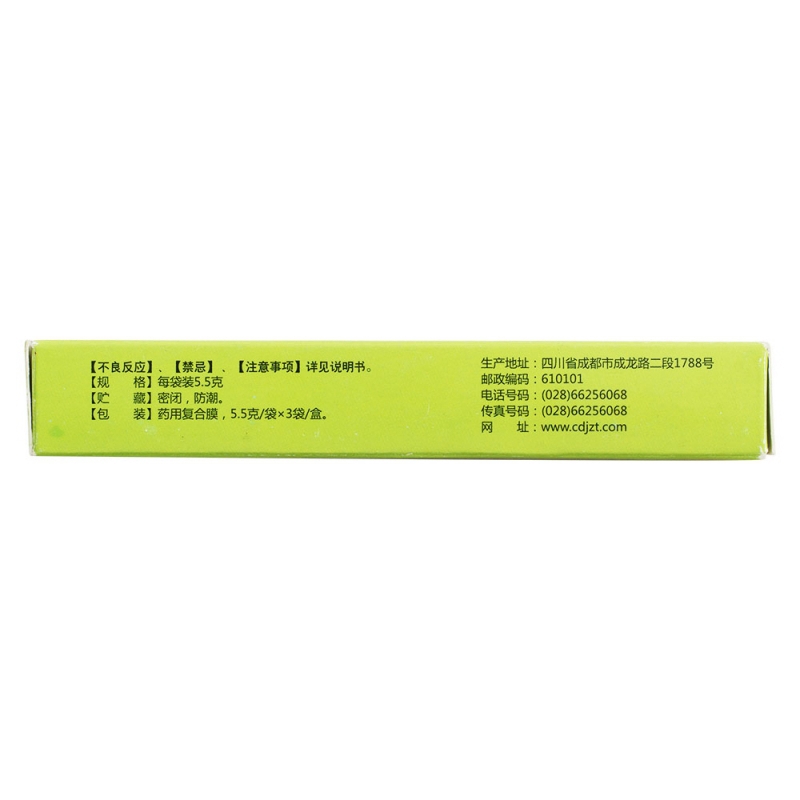 【不良反应】、【禁忌】、【注意事项】详见说明书。
【规　　格】每袋装5.5克
【贮　　藏】密闭，防潮。
【包　　装】药用复合膜，5.5克/袋×3袋/盒。
生产地址：四川省成都市成龙路二段1788号
邮政编码：610101
电话号码：(028)66256068
传真号码：(028)66256068
网　　址：www.cdjzt.com